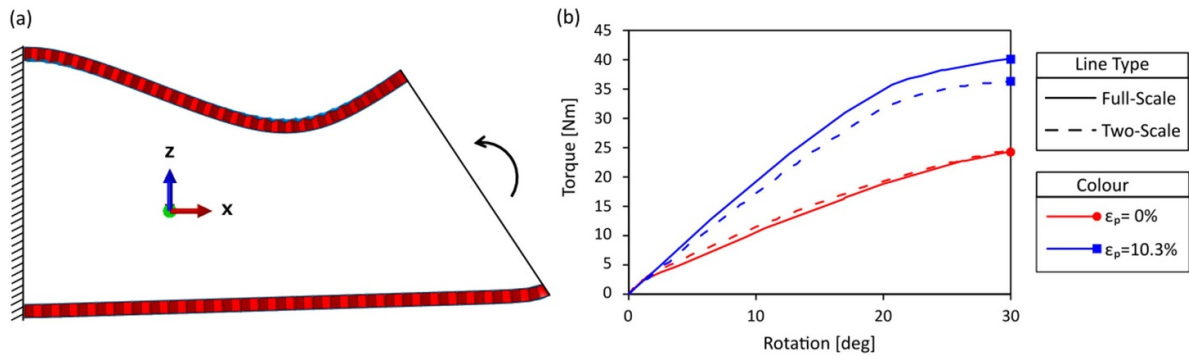 (a)
z
x
(b)
Torque [Nm]
45
40
35
30
25
20
15
10
5
0
0
10
20
30
Rotation [deg]
Line Type
Full-Scale
Two-Scale
Colour
εₚ= 0%
εₚ=10.3%